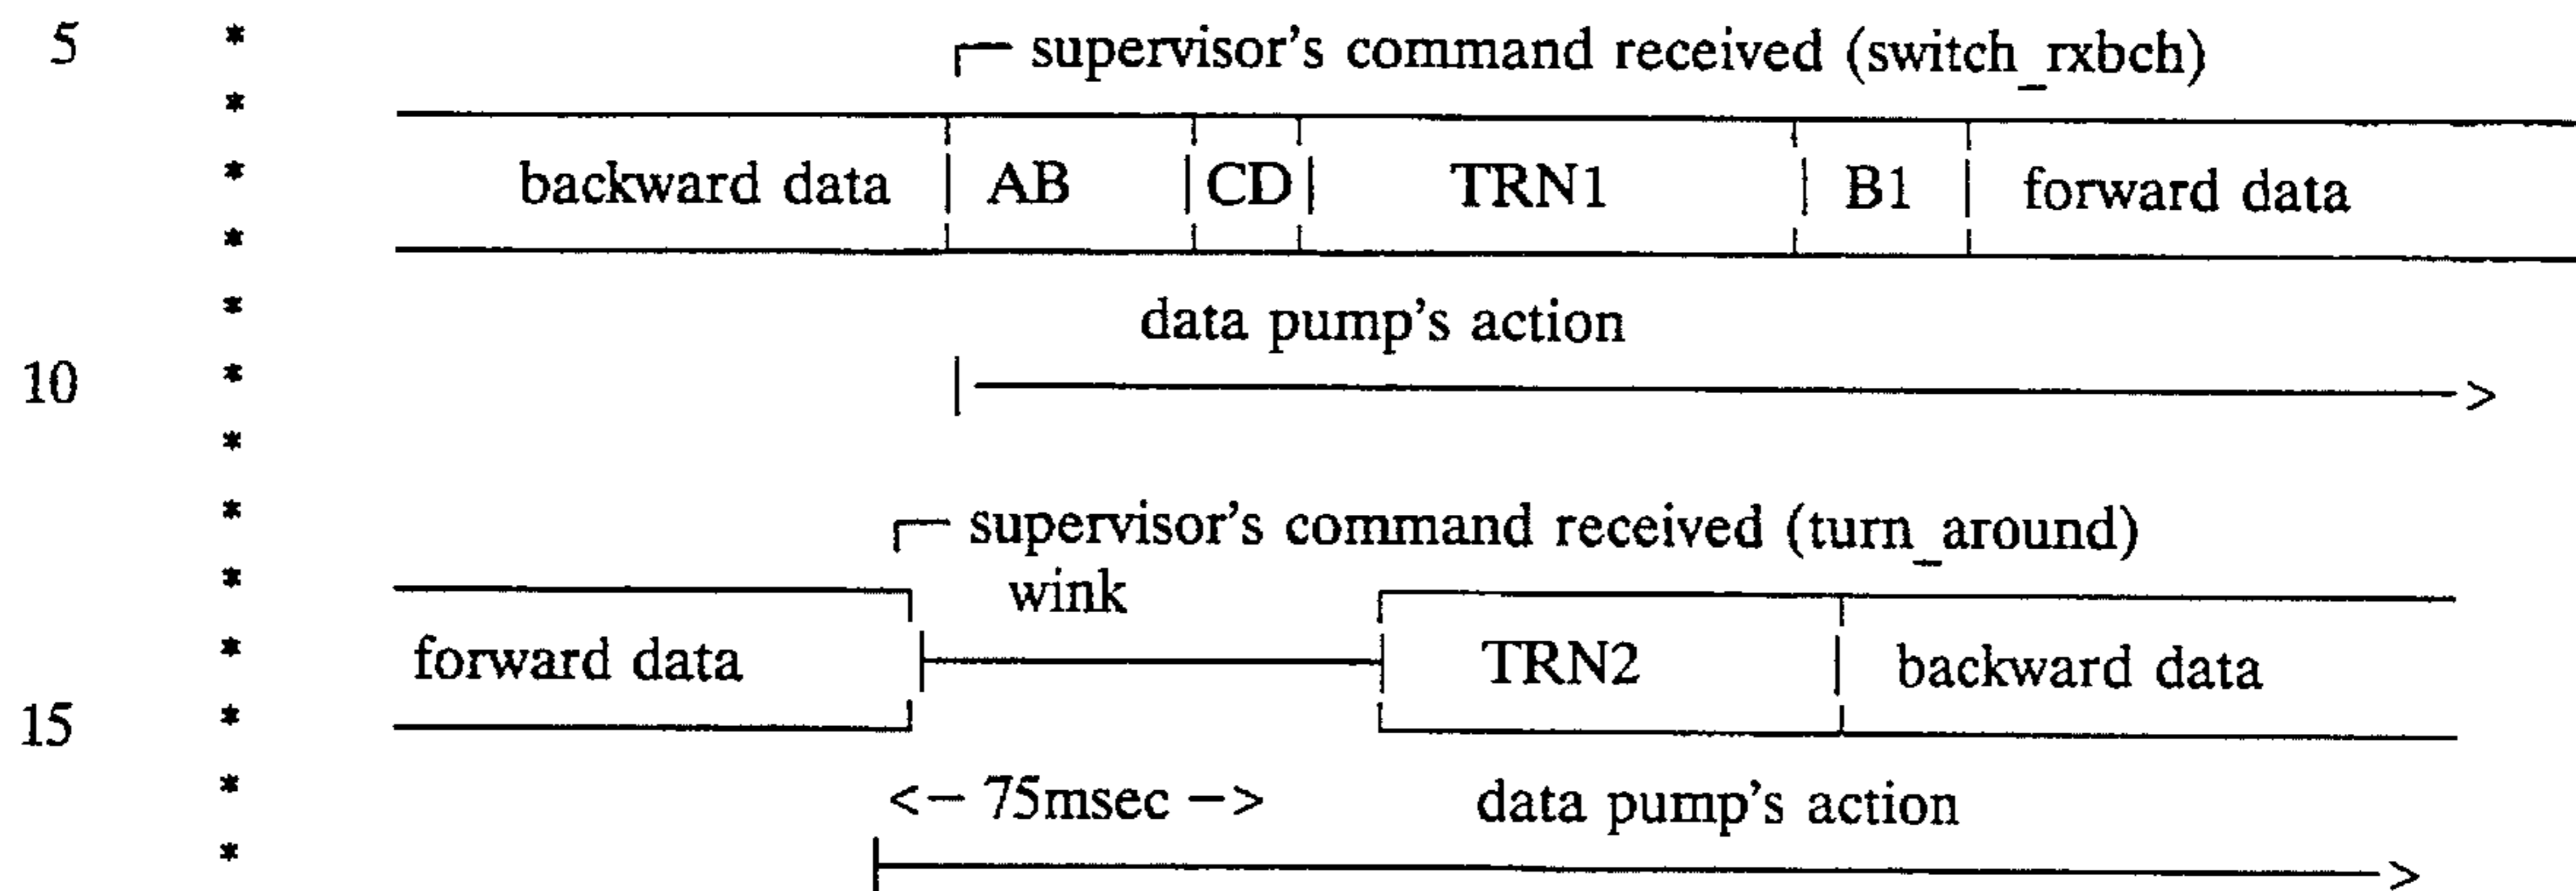 5 * supervisor's command received (switch_rxbch)
*
* backward data | AB | CD | TRN1 | B1 | forward data
*
* data pump's action
10 * | ————————>
*
* supervisor's command received (turn_around)
* wink
* forward data | TRN2 | backward data
15 *
* <— 75msec —> data pump's action
* | ————————>